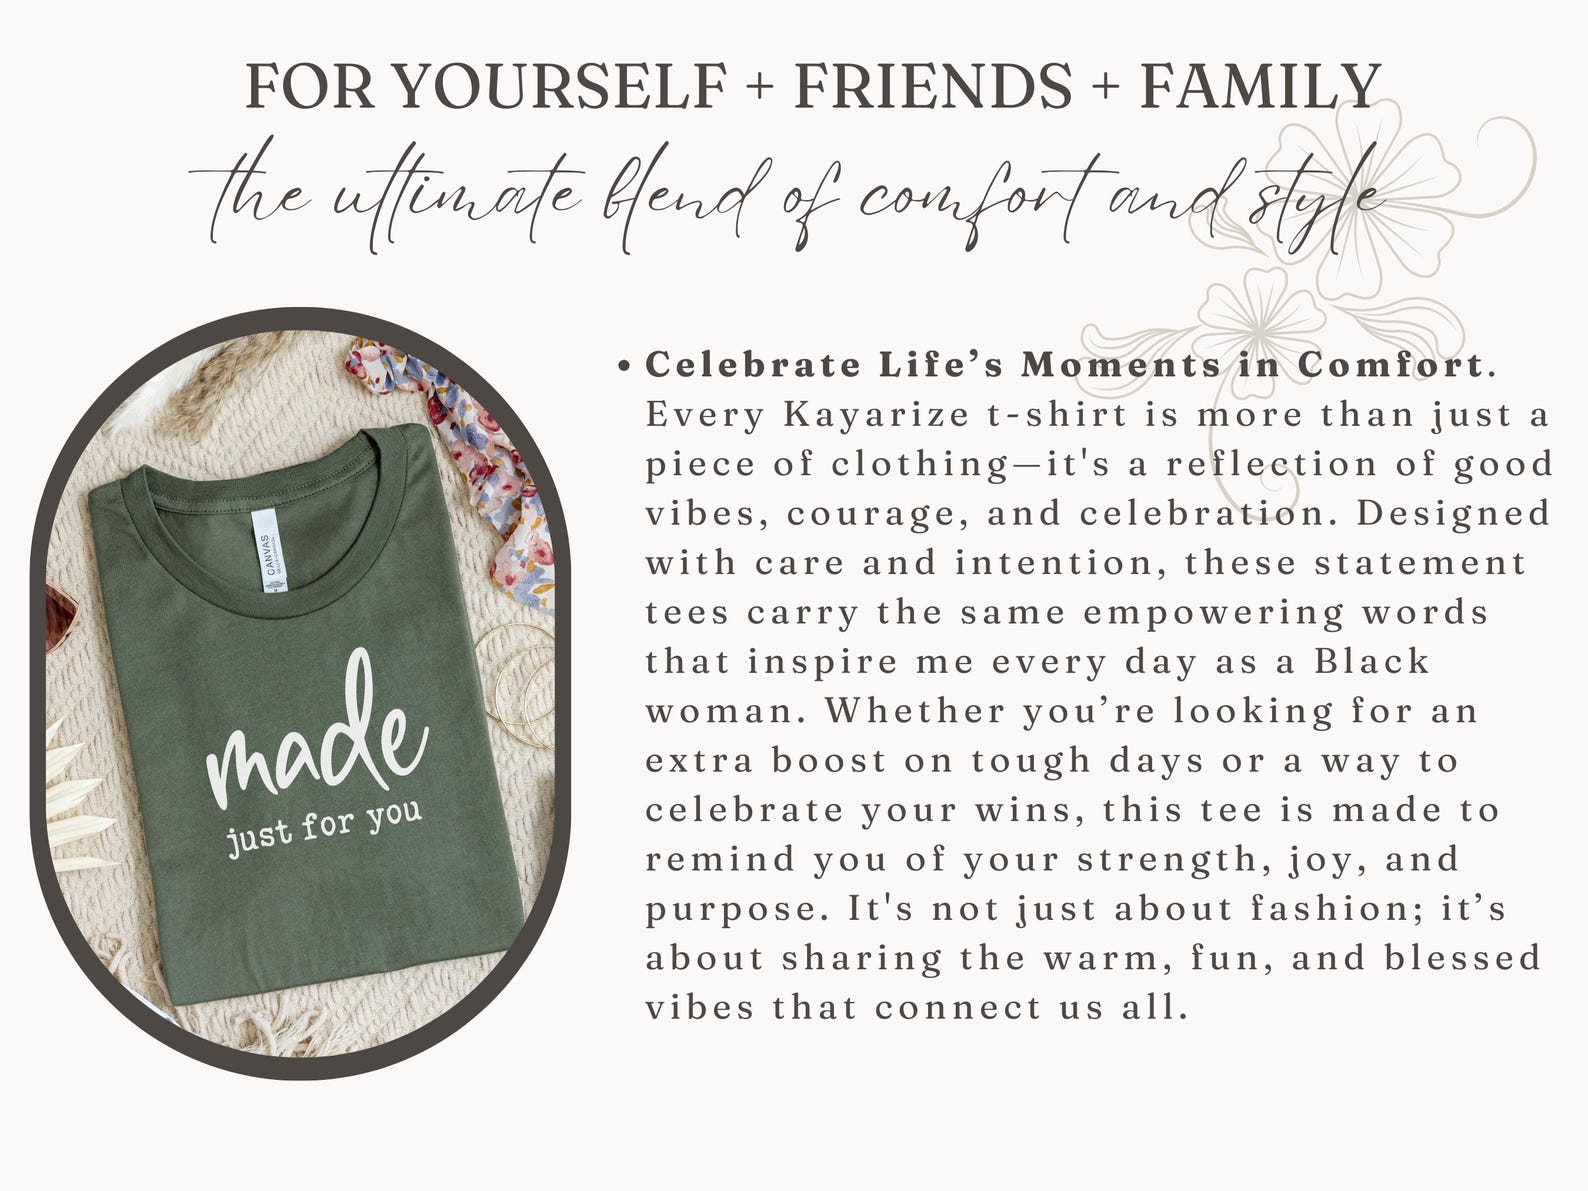 FOR YOURSELF + FRIENDS + FAMILY
the ultimate blend of comfort and style
CANVAS
made
just for you
• Celebrate Life’s Moments in Comfort.
Every Kayarize t-shirt is more than just a
piece of clothing—it's a reflection of good
vibes, courage, and celebration. Designed
with care and intention, these statement
tees carry the same empowering words
that inspire me every day as a Black
woman. Whether you’re looking for an
extra boost on tough days or a way to
celebrate your wins, this tee is made to
remind you of your strength, joy, and
purpose. It's not just about fashion; it’s
about sharing the warm, fun, and blessed
vibes that connect us all.